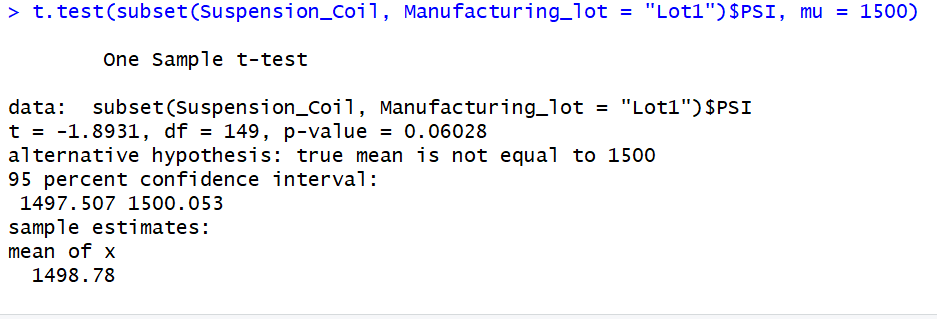 > t.test(subset(Suspension_Coil, Manufacturing_lot = "Lot1")$PSI, mu = 1500)
One Sample t-test
data:  subset(Suspension_Coil, Manufacturing_lot = "Lot1")$PSI
t = -1.8931, df = 149, p-value = 0.06028
alternative hypothesis: true mean is not equal to 1500
95 percent confidence interval:
1497.507 1500.053
sample estimates:
mean of x
1498.78